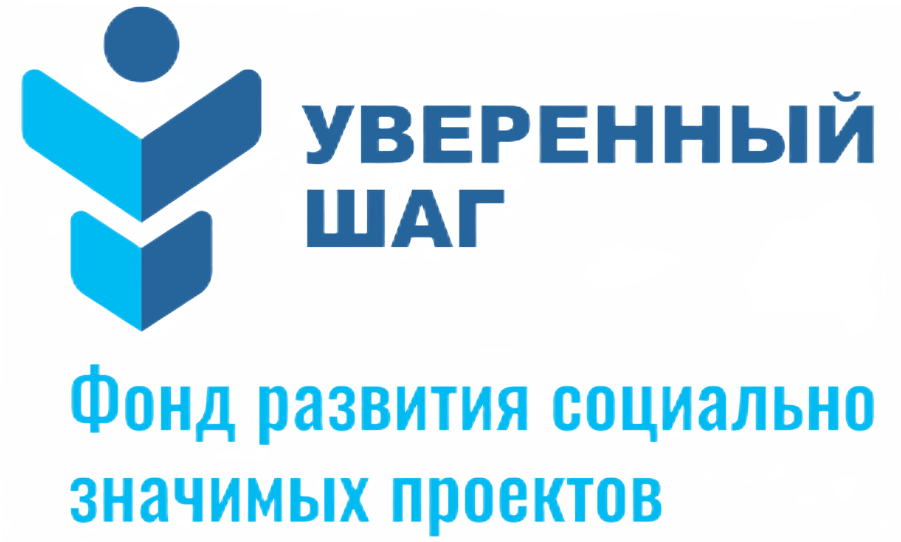 УВЕРЕННЫЙ
ШАГ
Фонд развития социально
значимых проектов